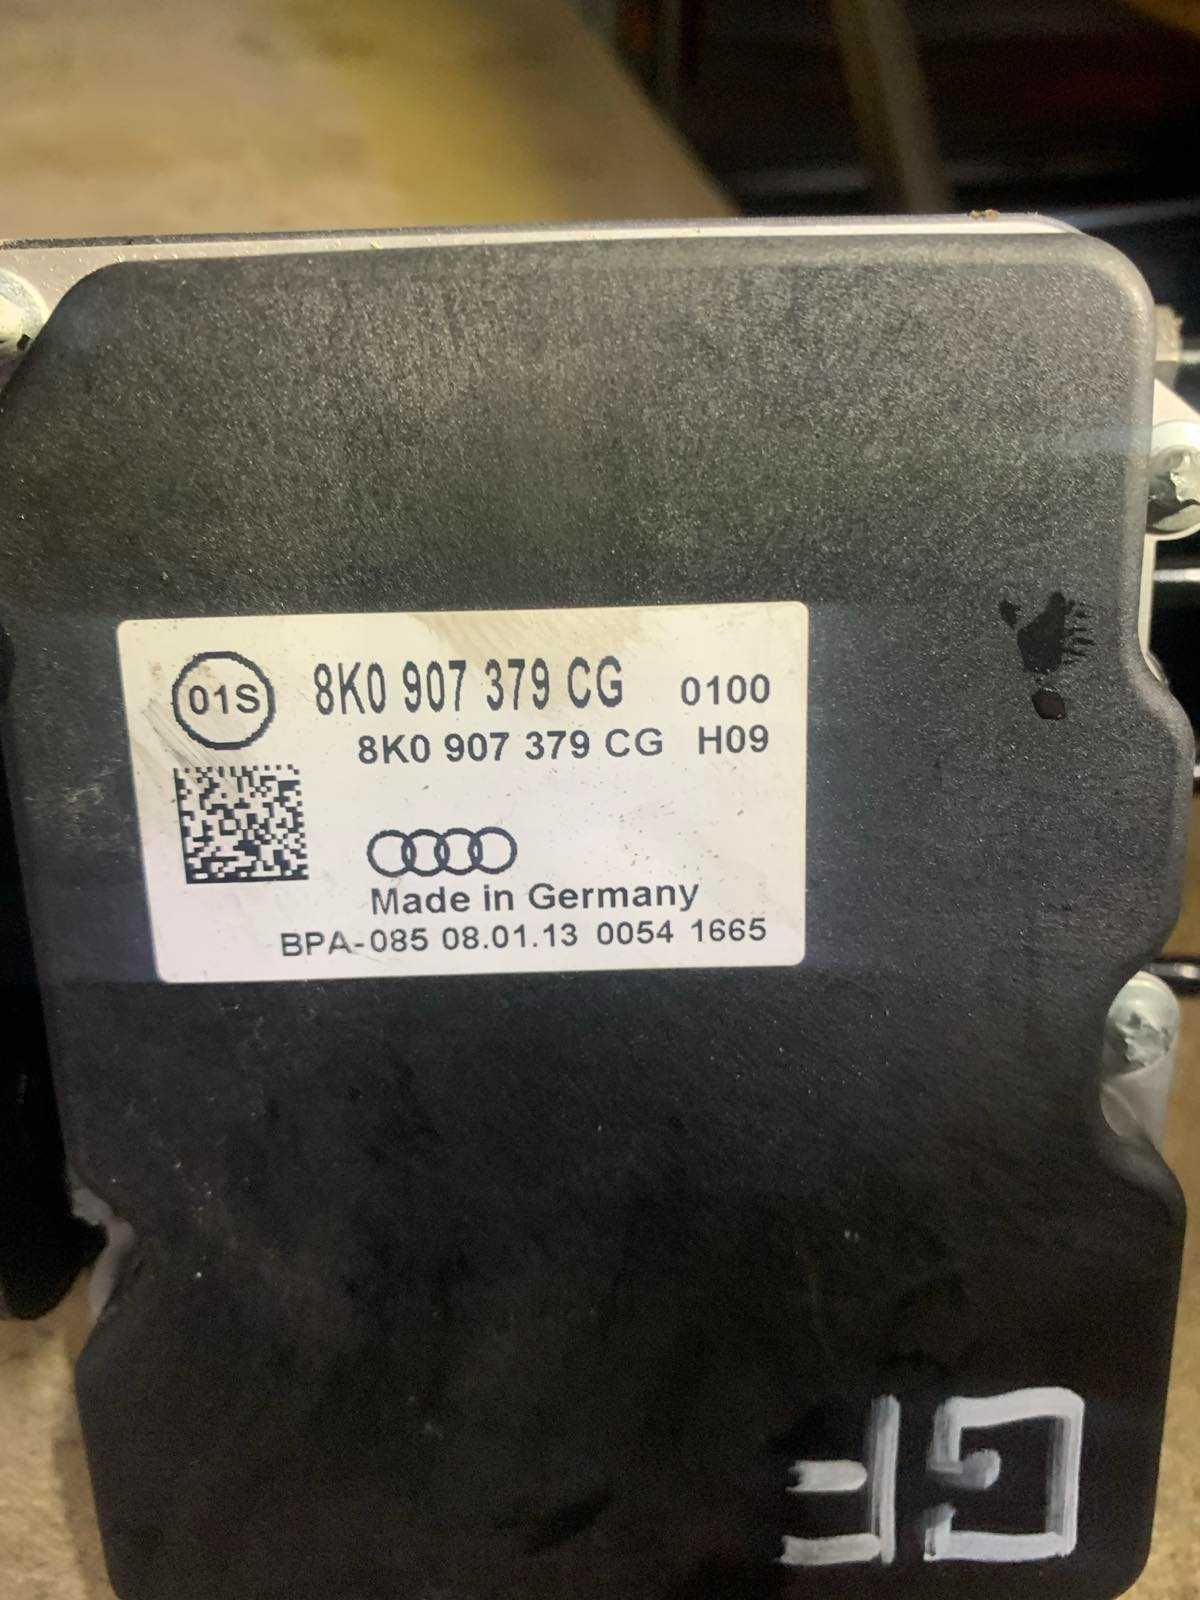 01S 8K0 907 379 CG 0100
8K0 907 379 CG H09
Made in Germany
BPA-085 08.01.13 0054 1665
GF